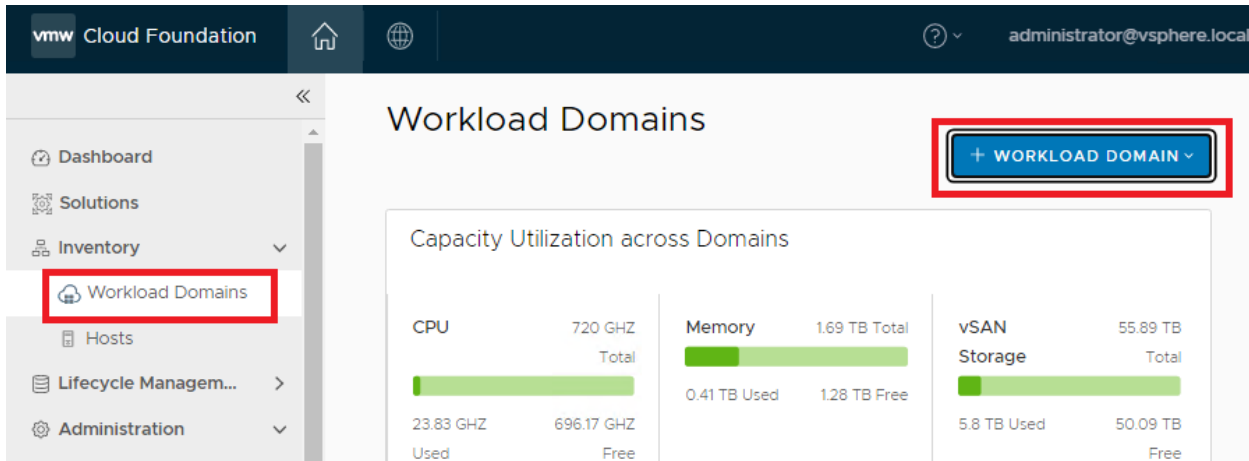 vmw Cloud Foundation
administrator@vsphere.local
Dashboard
Solutions
Inventory
Workload Domains
Hosts
Lifecycle Managem...
Administration
Workload Domains
+ WORKLOAD DOMAIN
Capacity Utilization across Domains
CPU
720 GHZ
Total
23.83 GHZ
Used
696.17 GHZ
Free
Memory
1.69 TB Total
0.41 TB Used
1.28 TB Free
vSAN
Storage
55.89 TB
Total
5.8 TB Used
50.09 TB
Free